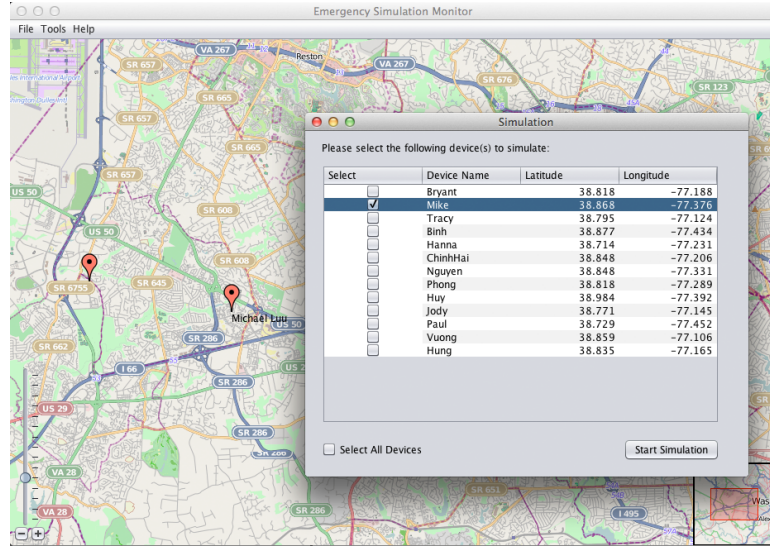 Emergency Simulation Monitor
File Tools Help
VA 267
Reston
VA 267
SR 657
SR 676
SR 123
SR 665
SR 657
SR 665
SR 657
US 50
SR 608
US 50
SR 608
SR 6755
SR 645
Michael Luu
US 50
SR 286
SR 662
I 66
SR 286
US 29
SR 286
VA 28
SR 651
VA 28
SR 286
I 495
Simulation
Please select the following device(s) to simulate:
Select Device Name Latitude Longitude
Bryant 38.818 -77.188
Mike 38.868 -77.376
Tracy 38.795 -77.124
Binh 38.877 -77.434
Hanna 38.714 -77.231
ChinhHai 38.848 -77.206
Nguyen 38.848 -77.331
Phong 38.818 -77.289
Huy 38.984 -77.392
Jody 38.771 -77.145
Paul 38.729 -77.452
Vuong 38.859 -77.106
Hung 38.835 -77.165
Select All Devices
Start Simulation